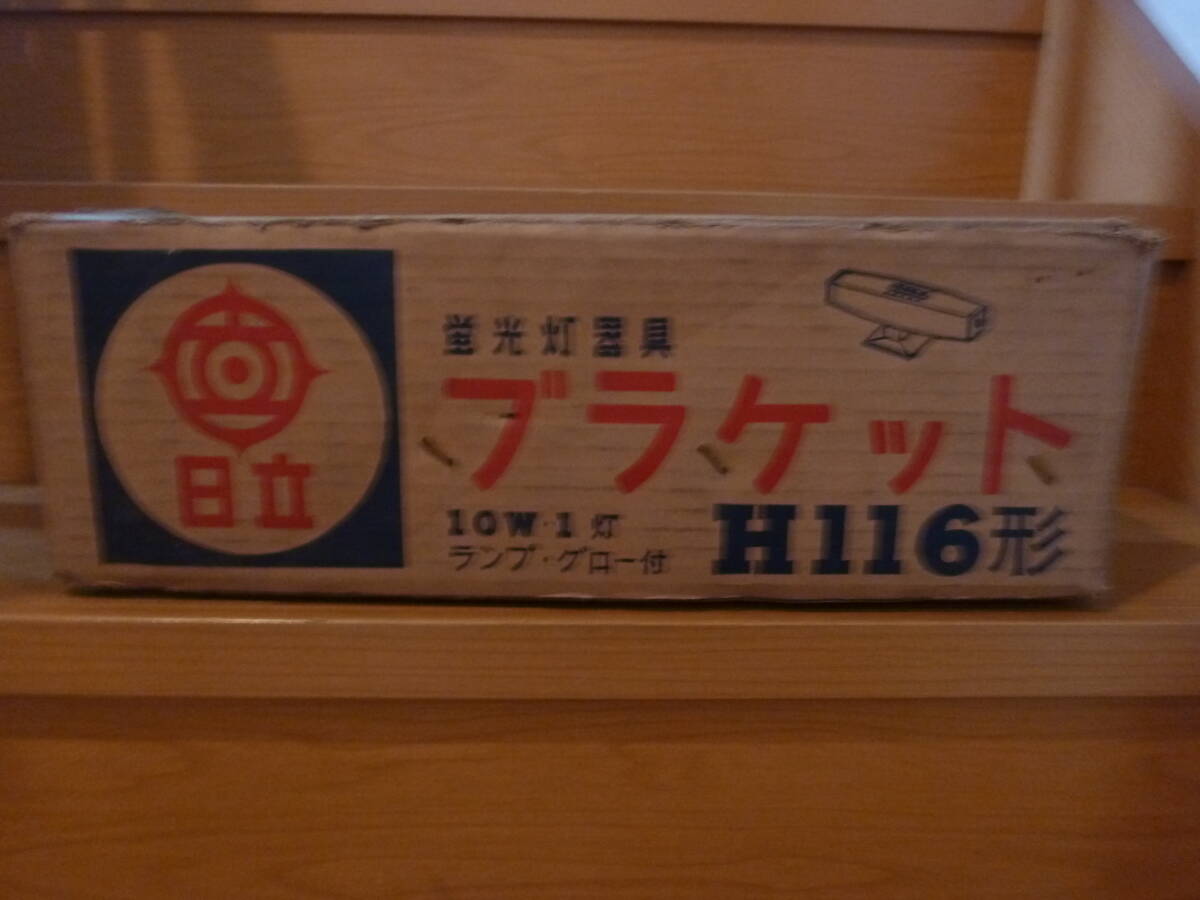 日立
蛍光灯器具
ブラケット
10W・1灯
ランプ・グロー付
H116形